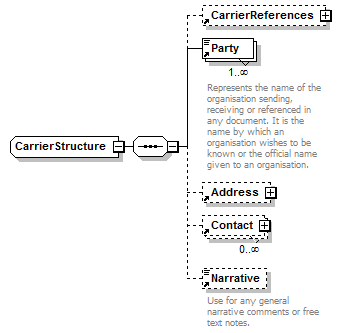 CarrierReferences
Party
1..∞
Represents the name of the
organisation sending,
receiving or referenced in
any document. It is the
name by which an
organisation wishes to be
known or the official name
given to an organisation.
CarrierStructure
Address
Contact
0..∞
Narrative
Use for any general
narrative comments or free
text notes.